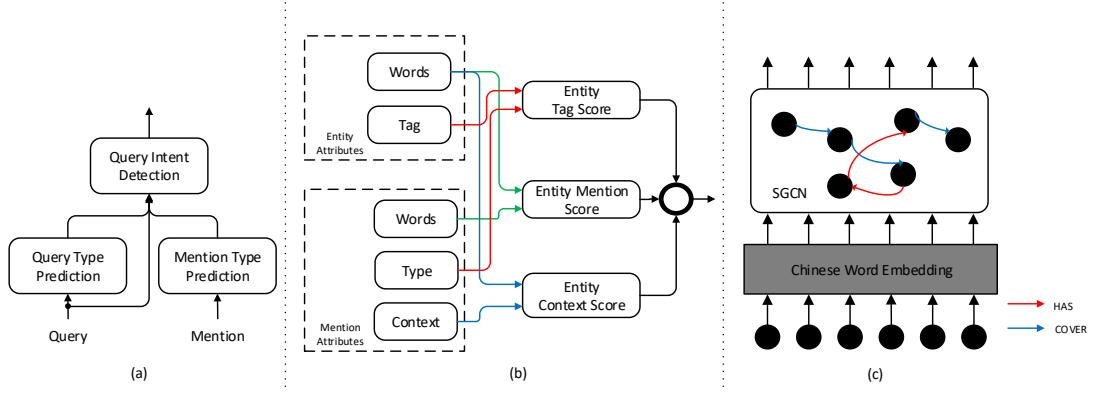 Query Intent
Detection
Query Type
Prediction
Mention Type
Prediction
Query
Mention
(a)
Words
Tag
Entity
Attributes
Words
Type
Context
Mention
Attributes
Entity
Tag Score
Entity Mention
Score
Entity
Context Score
(b)
SGCN
Chinese Word Embedding
HAS
COVER
(c)